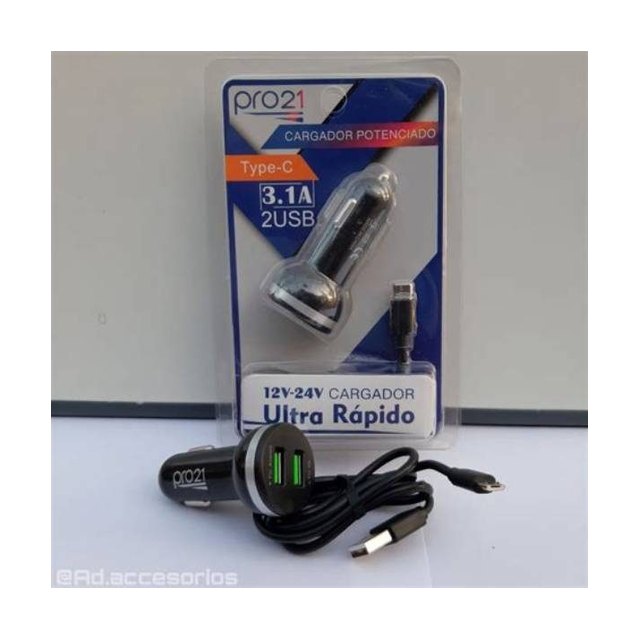 pro21
CARGADOR POTENCIADO
Type-C
3.1A
2USB
12V-24V CARGADOR
Ultra Rápido
pro21
@Ad.accesorios